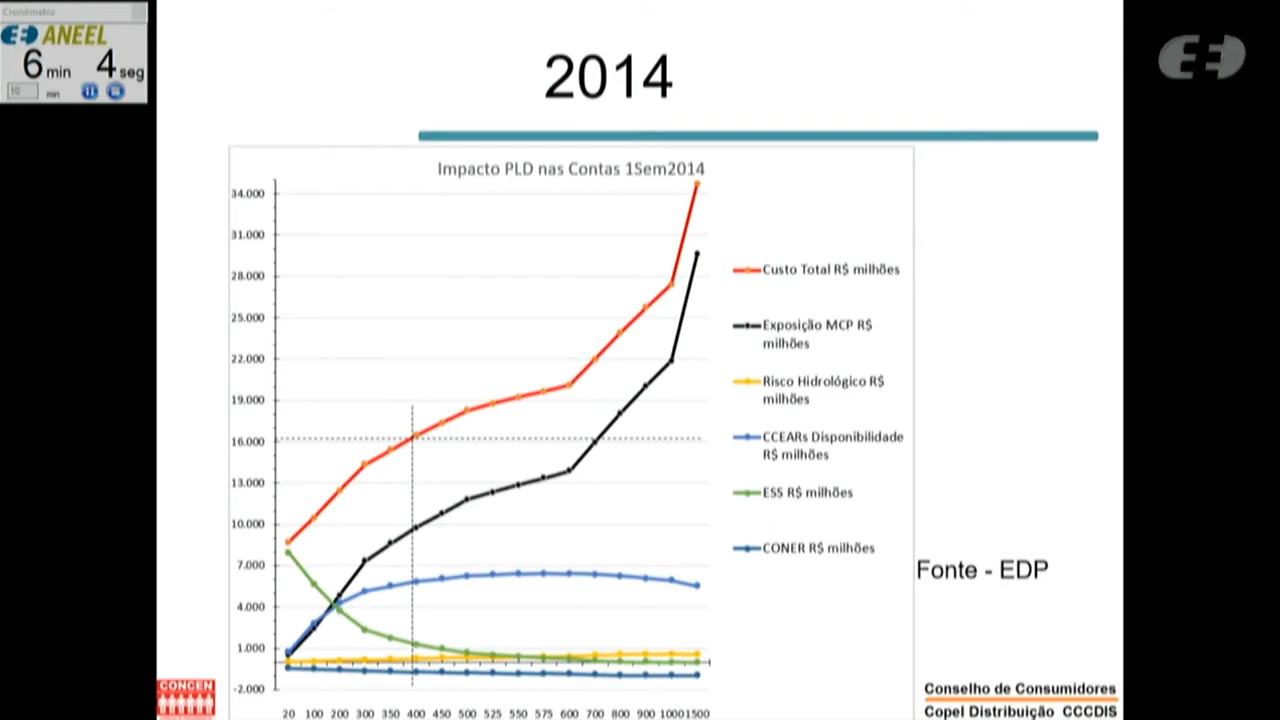 Cronômetro
ANEEL
6 min 4 seg
10 min
2014
Impacto PLD nas Contas 1Sem2014
34.000
31.000
28.000
25.000
22.000
19.000
16.000
13.000
10.000
7.000
4.000
1.000
-2.000
20 100 200 300 350 400 450 500 525 550 575 600 700 800 900 1000 1500
Custo Total R$ milhões
Exposição MCP R$
milhões
Risco Hidrológico R$
milhões
CCEARs Disponibilidade
R$ milhões
ESS R$ milhões
CONER R$ milhões
Fonte - EDP
CONCEN
Conselho de Consumidores
Copel Distribuição CCCDIS